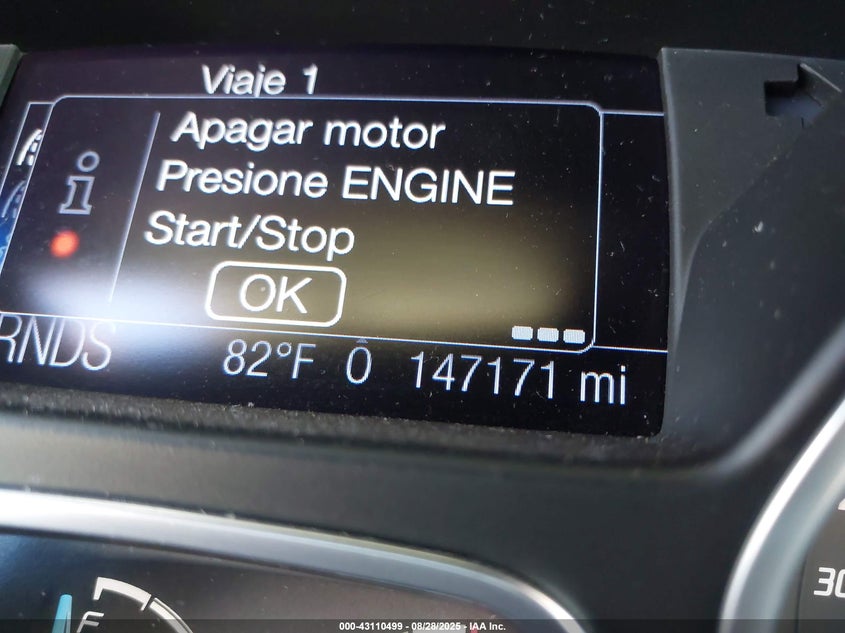 Viaje 1
Apagar motor
Presione ENGINE
Start/Stop
OK
RNDS 82°F O 147171 mi
F
30
000-43110499 - 08/28/2025 - IAA Inc.